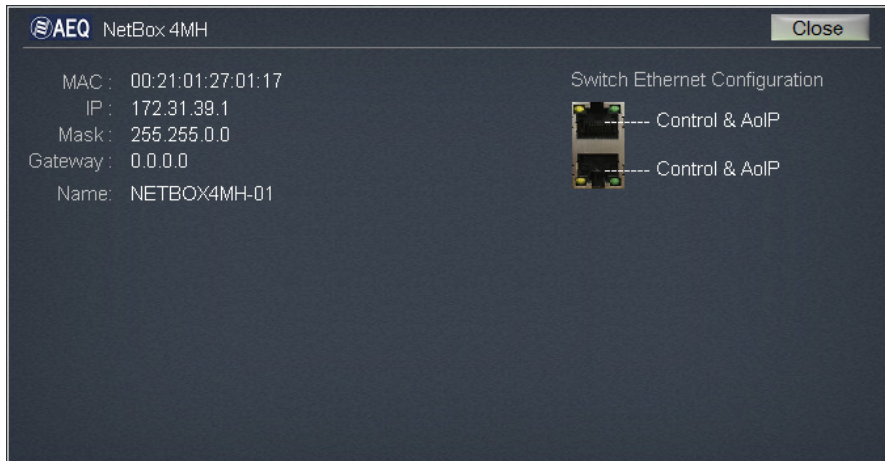 AEQ NetBox 4MH
Close
MAC : 00:21:01:27:01:17
IP : 172.31.39.1
Mask : 255.255.0.0
Gateway : 0.0.0.0
Name: NETBOX4MH-01
Switch Ethernet Configuration
Control & AoIP
Control & AoIP